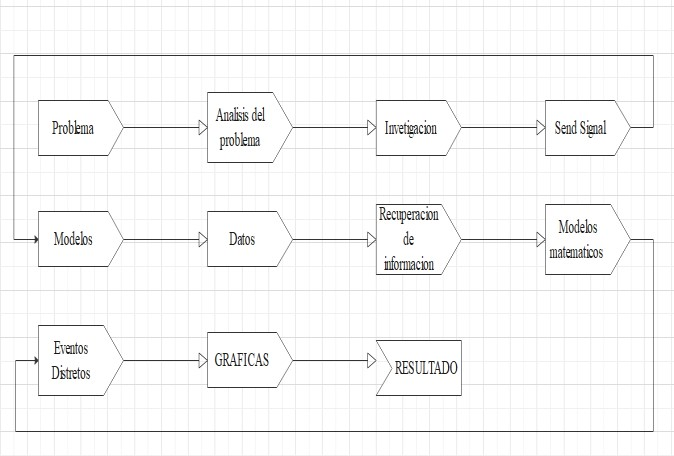 Problema
Analisis del
problema
Invetigacion
Send Signal
Modelos
Datos
Recuperacion
de
informacion
Modelos
matematicos
Eventos
Distretos
GRAFICAS
RESULTADO